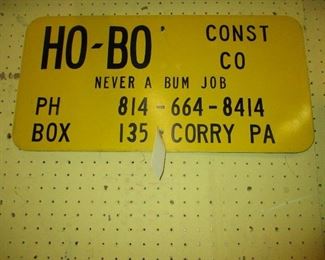 HO-BO CONST
CO
NEVER A BUM JOB
PH 814-664-8414
BOX 135 CORRY PA